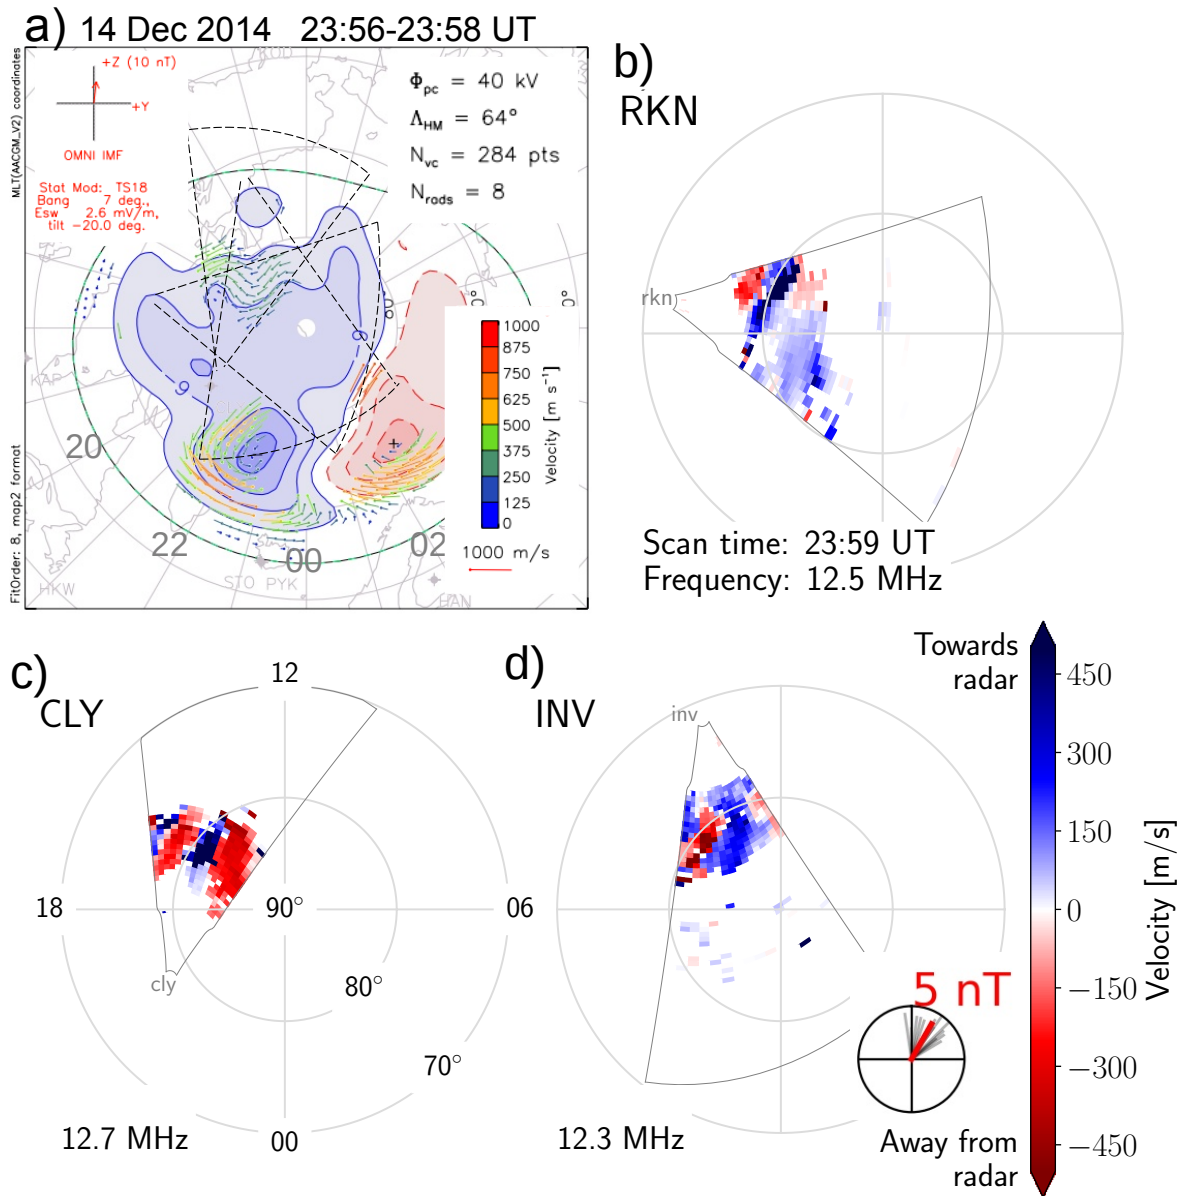 a) 14 Dec 2014 23:56-23:58 UT
MLT(AACGM_V2) coordinates
FitOrder: 8, map2 format
+Z (10 nT)
+Y
OMNI IMF
Stat Mod: TS18
Bang 7 deg.,
Esw 2.6 mV/m,
tilt -20.0 deg.
Φpc = 40 kV
ΛHM = 64°
Nvc = 284 pts
Nrads = 8
KAP
HKW
STO PYK
HAN
-9
20
22
00
02
1000
875
750
625
500
375
250
125
0
Velocity [m s⁻¹]
1000 m/s
b)
RKN
rkn
Scan time: 23:59 UT
Frequency: 12.5 MHz
c)
CLY
12
18
90°
06
80°
70°
00
cly
12.7 MHz
d)
INV
inv
12.3 MHz
5 nT
Towards
radar
450
300
150
0
−150
−300
−450
Velocity [m/s]
Away from
radar